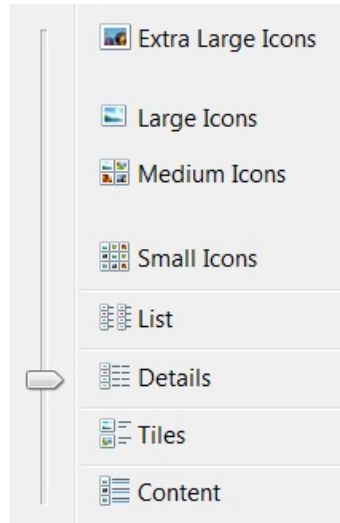 Extra Large Icons
Large Icons
Medium Icons
Small Icons
List
Details
Tiles
Content